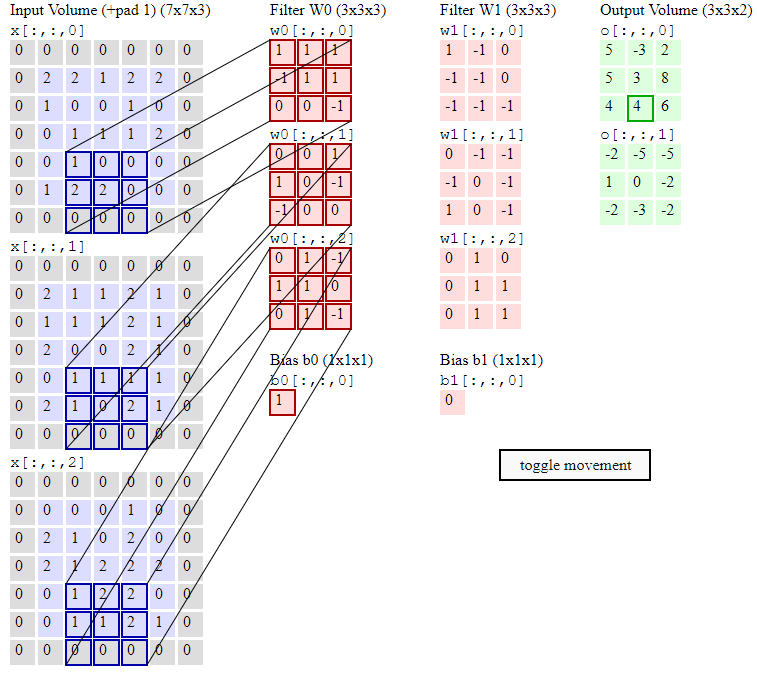 Input Volume (+pad 1) (7x7x3)
x[:,:,0]
0 0 0 0 0 0 0
0 2 2 1 2 2 0
0 1 0 0 1 0 0
0 0 1 1 1 2 0
0 0 1 0 0 0 0
0 1 2 2 0 0 0
0 0 0 0 0 0 0
x[:,:,1]
0 0 0 0 0 0 0
0 2 1 1 2 1 0
0 1 1 1 2 1 0
0 2 0 0 2 1 0
0 0 1 1 1 1 0
0 2 1 0 2 1 0
0 0 0 0 0 0 0
x[:,:,2]
0 0 0 0 0 0 0
0 0 0 0 1 0 0
0 2 1 0 2 0 0
0 2 1 2 2 2 0
0 0 1 2 2 0 0
0 0 1 1 2 1 0
0 0 0 0 0 0 0
Filter W0 (3x3x3)
w0[:,:,0]
1 1 1
-1 1 1
0 0 -1
w0[:,:,1]
0 0 1
1 0 -1
-1 0 0
w0[:,:,2]
0 1 -1
1 1 0
0 1 -1
Bias b0 (1x1x1)
b0[:,:,0]
1
Filter W1 (3x3x3)
w1[:,:,0]
1 -1 0
-1 -1 0
-1 -1 -1
w1[:,:,1]
0 -1 -1
-1 0 -1
1 0 -1
w1[:,:,2]
0 1 0
0 1 1
0 1 1
Bias b1 (1x1x1)
b1[:,:,0]
0
Output Volume (3x3x2)
o[:,:,0]
5 -3 2
5 3 8
4 4 6
o[:,:,1]
-2 -5 -5
1 0 -2
-2 -3 -2
toggle movement